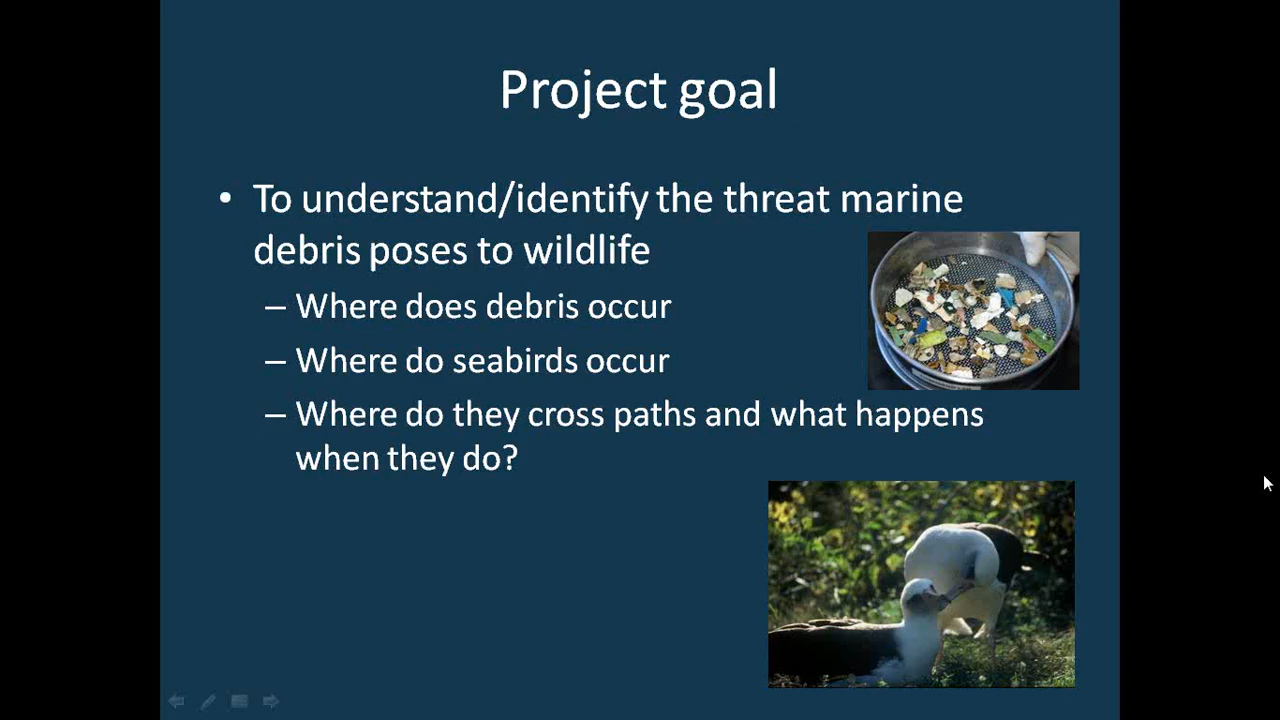 Project goal
• To understand/identify the threat marine
debris poses to wildlife
– Where does debris occur
– Where do seabirds occur
– Where do they cross paths and what happens
when they do?